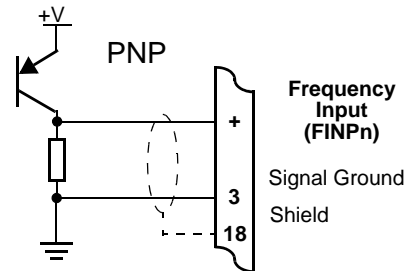 +V
PNP
Frequency
Input
(FINPn)
+
Signal Ground
3
Shield
18